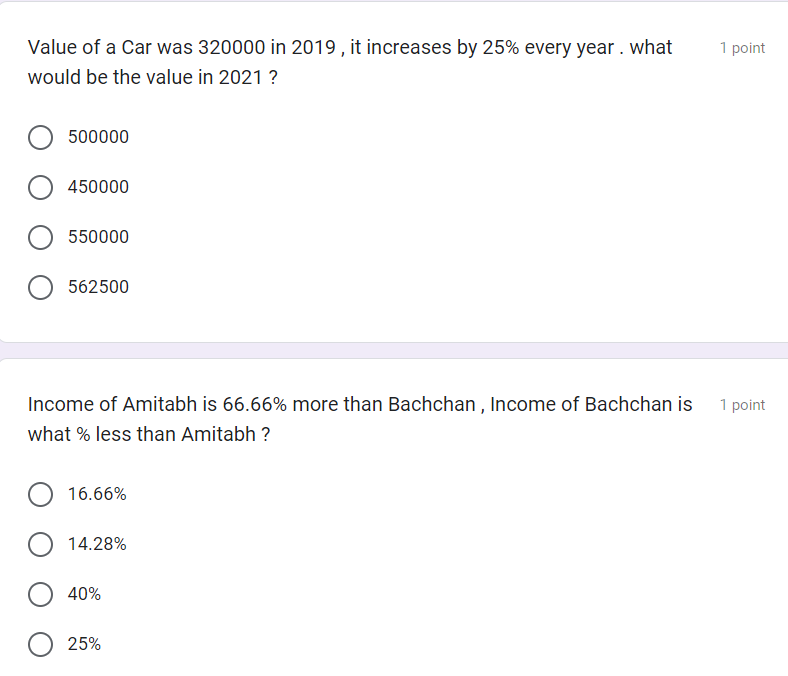 Value of a Car was 320000 in 2019 , it increases by 25% every year . what
1 point
would be the value in 2021 ?
500000
450000
550000
562500
Income of Amitabh is 66.66% more than Bachchan , Income of Bachchan is
1 point
what % less than Amitabh ?
16.66%
14.28%
40%
25%